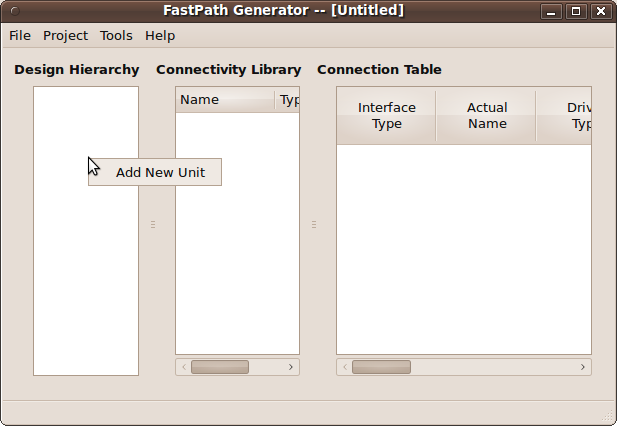 FastPath Generator -- [Untitled]
File Project Tools Help
Design Hierarchy Connectivity Library Connection Table
Name Typ
Interface Type
Actual Name
Driv Typ
Add New Unit